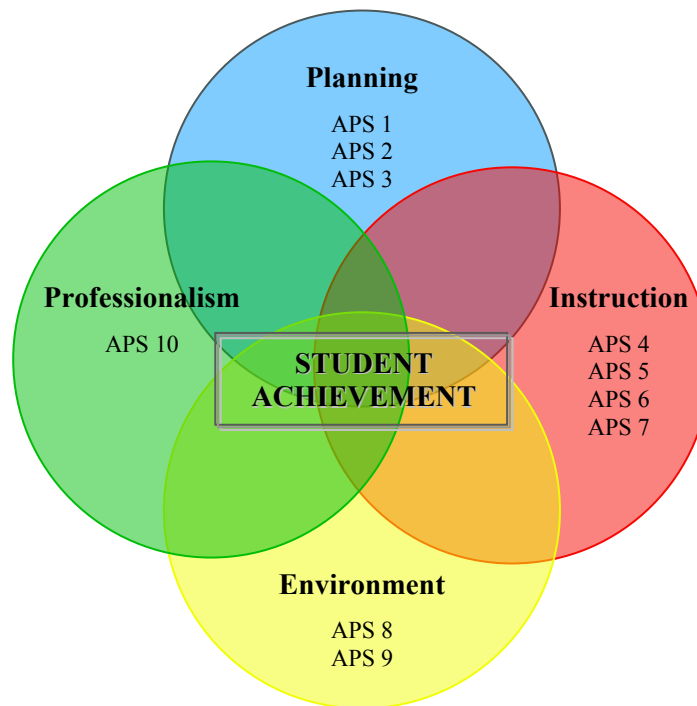 Planning
APS 1
APS 2
APS 3
Professionalism
APS 10
Instruction
APS 4
APS 5
APS 6
APS 7
STUDENT
ACHIEVEMENT
Environment
APS 8
APS 9